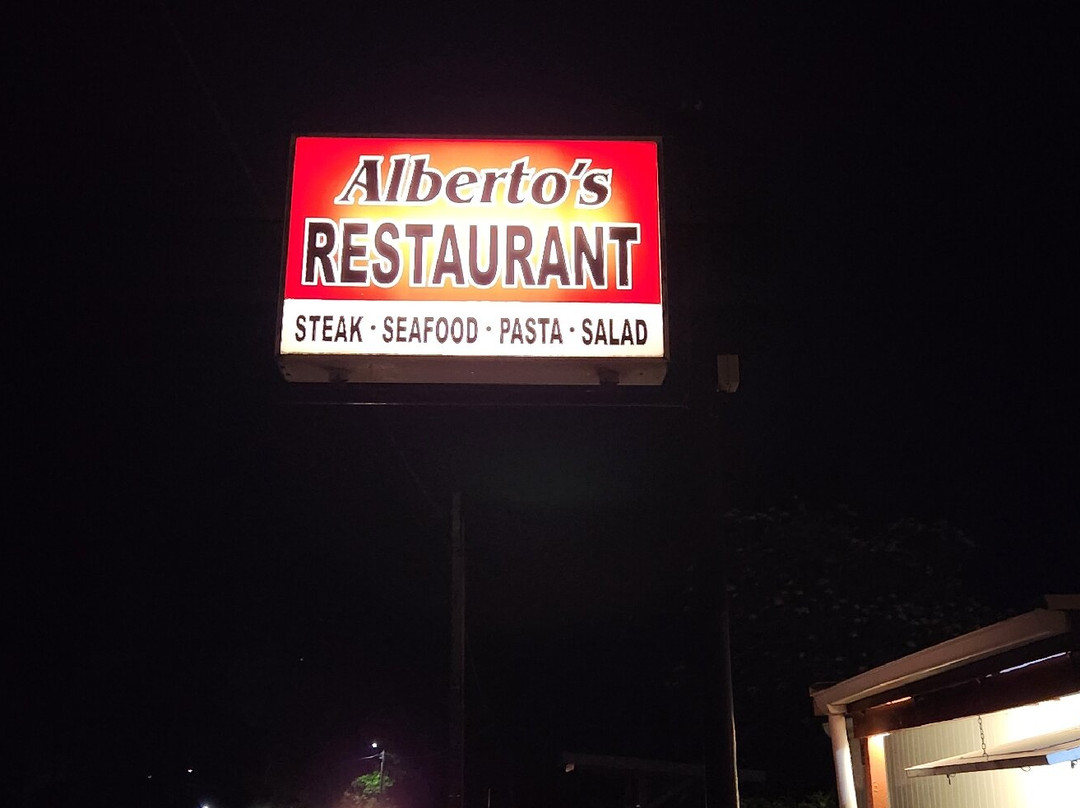 Alberto's
RESTAURANT
STEAK · SEAFOOD · PASTA · SALAD